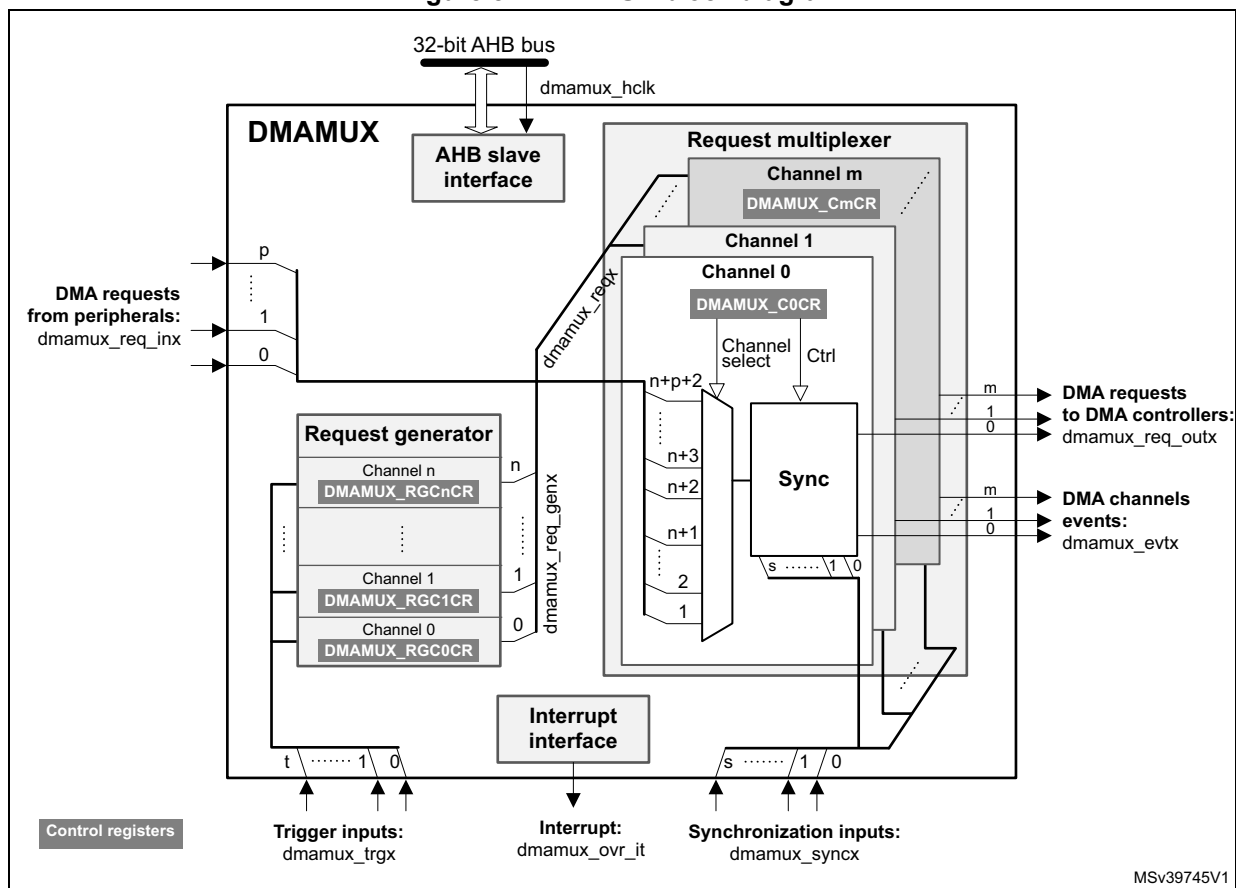 32-bit AHB bus
dmamux_hclk
DMAMUX
AHB slave
interface
Request multiplexer
Channel m
DMAMUX_CmCR
Channel 1
Channel 0
DMAMUX_C0CR
Channel
select
Ctrl
p
1
0
DMA requests
from peripherals:
dmamux_req_inx
dmamux_reqx
Request generator
Channel n
DMAMUX_RGCnCR
Channel 1
DMAMUX_RGC1CR
Channel 0
DMAMUX_RGC0CR
n
1
0
dmamux_req_genx
n+p+2
n+3
n+2
n+1
2
1
Sync
s 1 0
m
1
0
DMA requests
to DMA controllers:
dmamux_req_outx
m
1
0
DMA channels
events:
dmamux_evtx
Interrupt
interface
t 1 0
s 1 0
Control registers
Trigger inputs:
dmamux_trgx
Interrupt:
dmamux_ovr_it
Synchronization inputs:
dmamux_syncx
MSv39745V1